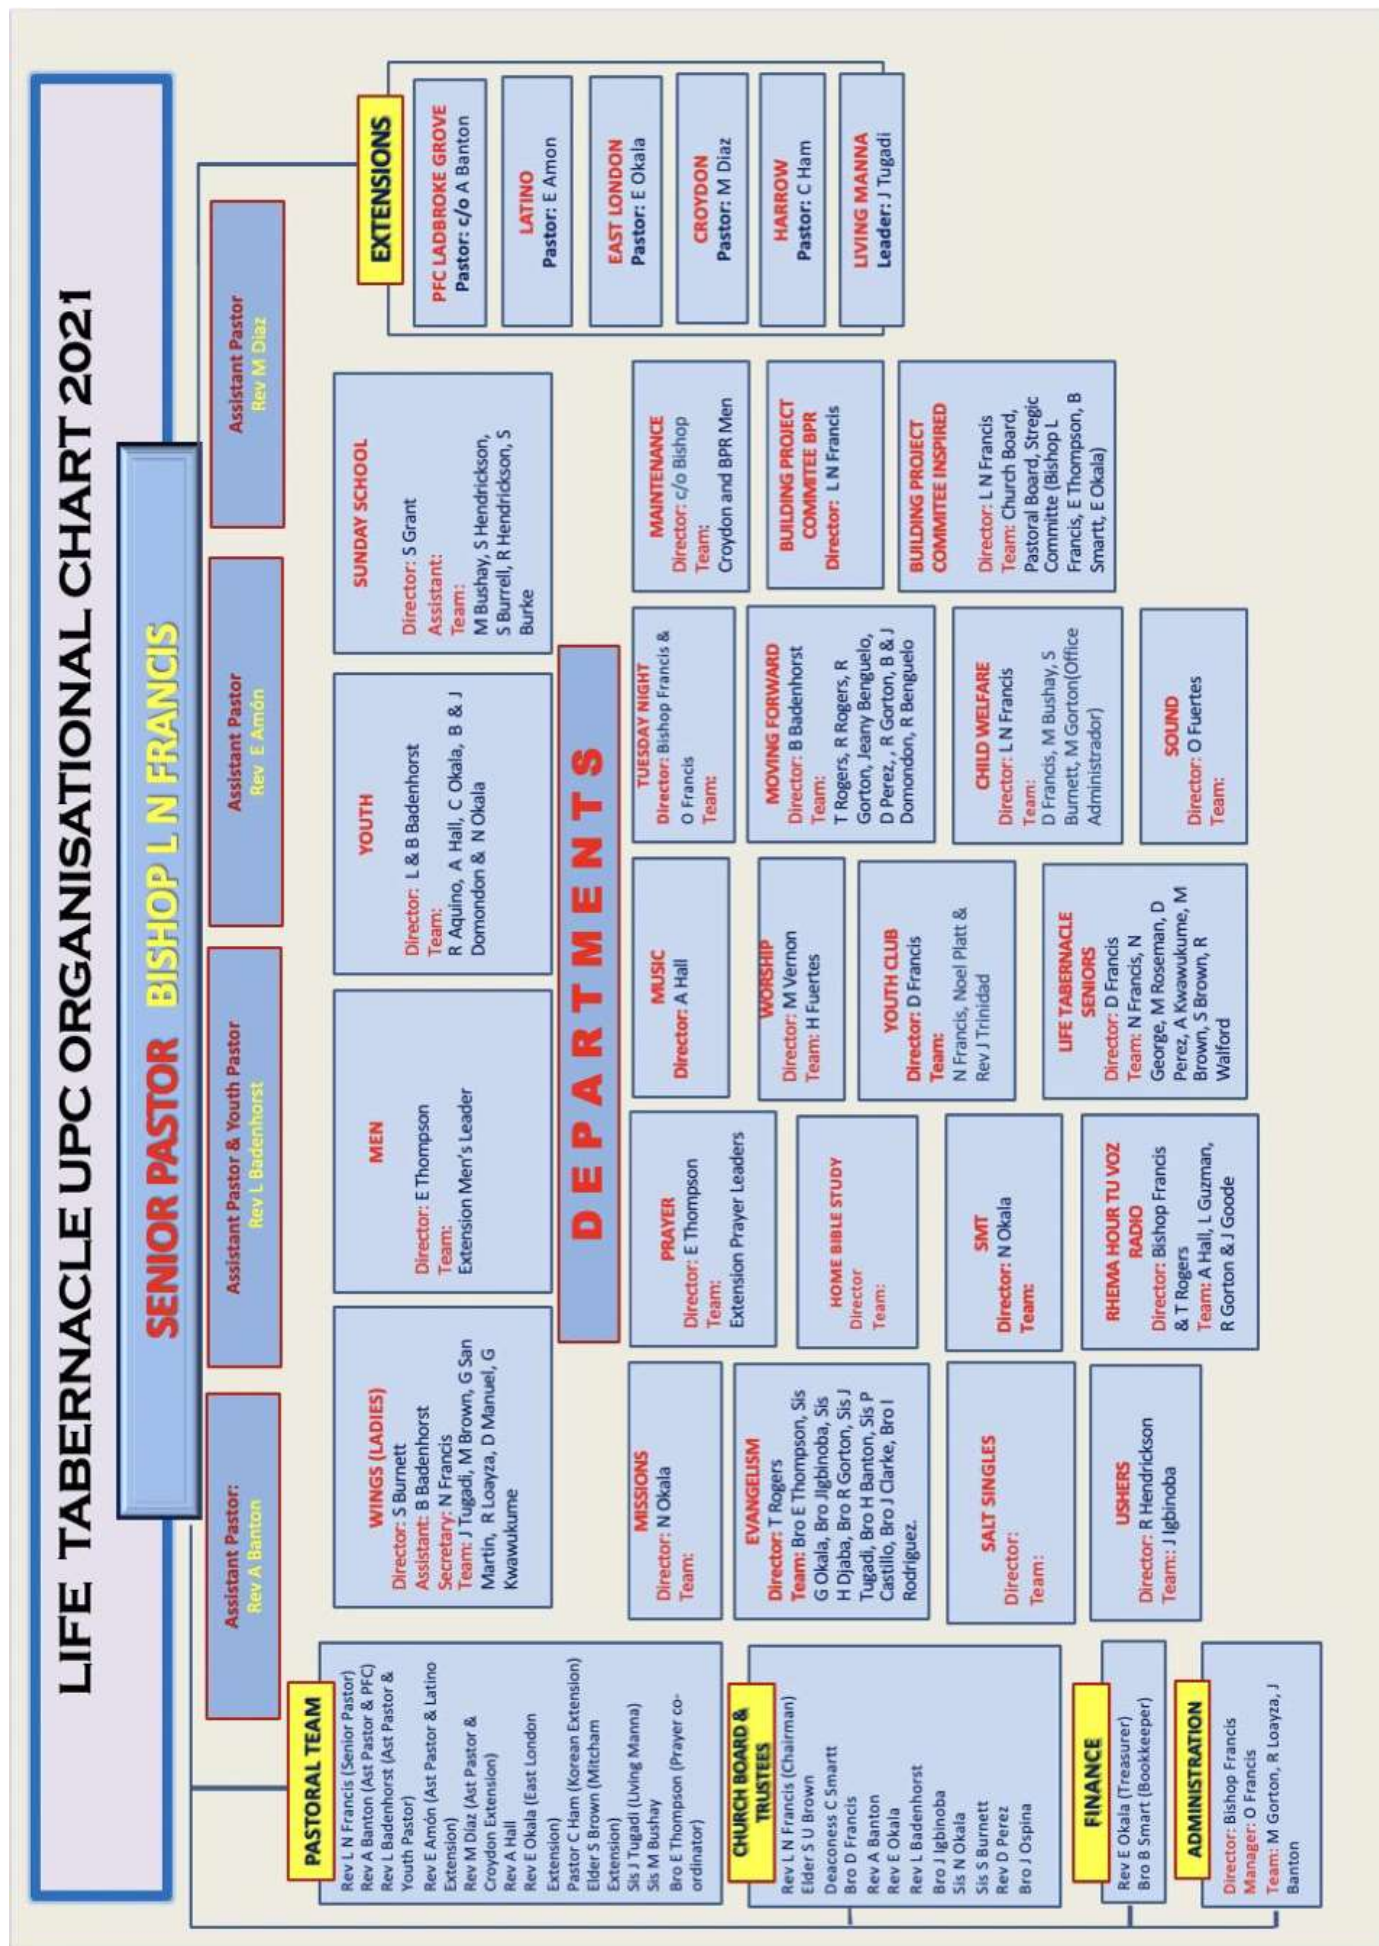 LIFE TABERNACLE UPC ORGANISATIONAL CHART 2021
SENIOR PASTOR BISHOP L N FRANCIS
Assistant Pastor:
Rev A Banton
Assistant Pastor & Youth Pastor
Rev L Badenhorst
Assistant Pastor
Rev E Amón
Assistant Pastor
Rev M Diaz
PASTORAL TEAM
Rev L N Francis (Senior Pastor)
Rev A Banton (Ast Pastor & PFC)
Rev L Badenhorst (Ast Pastor &
Youth Pastor)
Rev E Amón (Ast Pastor & Latino
Extension)
Rev M Díaz (Ast Pastor &
Croydon Extension)
Rev A Hall
Rev E Okala (East London
Extension)
Pastor C Ham (Korean Extension)
Elder S Brown (Mitcham
Extension)
Sis J Tugadi (Living Manna)
Sis M Bushay
Bro E Thompson (Prayer co-
ordinator)
CHURCH BOARD &
TRUSTEES
Rev L N Francis (Chairman)
Elder S U Brown
Deaconess C Smartt
Bro D Francis
Rev A Banton
Rev E Okala
Rev L Badenhorst
Bro J Igbinoba
Sis N Okala
Sis S Burnett
Rev D Perez
Bro J Ospina
FINANCE
Rev E Okala (Treasurer)
Bro B Smart (Bookkeeper)
ADMINISTRATION
Director: Bishop Francis
Manager: O Francis
Team: M Gorton, R Loayza, J
Banton
WINGS (LADIES)
Director: S Burnett
Assistant: B Badenhorst
Secretary: N Francis
Team: J Tugadi, M Brown, G San
Martin, R Loayza, D Manuel, G
Kwawukume
MEN
Director: E Thompson
Team:
Extension Men's Leader
YOUTH
Director: L & B Badenhorst
Team:
R Aquino, A Hall, C Okala, B & J
Domondon & N Okala
SUNDAY SCHOOL
Director: S Grant
Assistant:
Team:
M Bushay, S Hendrickson,
S Burrell, R Hendrickson, S
Burke
DEPARTMENTS
MISSIONS
Director: N Okala
Team:
EVANGELISM
Director: T Rogers
Team: Bro E Thompson, Sis
G Okala, Bro JIgbinoba, Sis
H Djaba, Bro R Gorton, Sis J
Tugadi, Bro H Banton, Sis P
Castillo, Bro J Clarke, Bro I
Rodriguez.
SALT SINGLES
Director:
Team:
USHERS
Director: R Hendrickson
Team:: J Igbinoba
PRAYER
Director: E Thompson
Team:
Extension Prayer Leaders
HOME BIBLE STUDY
Director
Team:
SMT
Director: N Okala
Team:
RHEMA HOUR TU VOZ
RADIO
Director: Bishop Francis
& T Rogers
Team: A Hall, L Guzman,
R Gorton & J Goode
MUSIC
Director: A Hall
WORSHIP
Director: M Vernon
Team: H Fuertes
YOUTH CLUB
Director: D Francis
Team:
N Francis, Noel Platt &
Rev J Trinidad
LIFE TABERNACLE
SENIORS
Director: D Francis
Team: N Francis, N
George, M Roseman, D
Perez, A Kwawukume, M
Brown, S Brown, R
Walford
TUESDAY NIGHT
Director: Bishop Francis &
O Francis
Team:
MOVING FORWARD
Director: B Badenhorst
Team:
T Rogers, R Rogers, R
Gorton, Jeany Benguelo,
D Perez, , R Gorton, B & J
Domondon, R Benguelo
CHILD WELFARE
Director: L N Francis
Team:
D Francis, M Bushay, S
Burnett, M Gorton(Office
Administrador)
SOUND
Director: O Fuertes
Team:
MAINTENANCE
Director: c/o Bishop
Team:
Croydon and BPR Men
BUILDING PROJECT
COMMITEE BPR
Director: L N Francis
BUILDING PROJECT
COMMITEE INSPIRED
Director: L N Francis
Team: Church Board,
Pastoral Board, Stregic
Committe (Bishop L
Francis, E Thompson, B
Smartt, E Okala)
EXTENSIONS
PFC LADBROKE GROVE
Pastor: c/o A Banton
LATINO
Pastor: E Amon
EAST LONDON
Pastor: E Okala
CROYDON
Pastor: M Diaz
HARROW
Pastor: C Ham
LIVING MANNA
Leader: J Tugadi